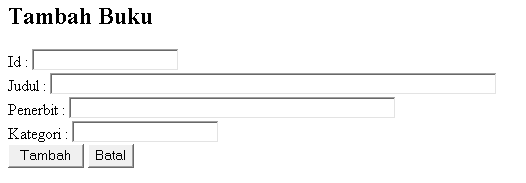 Tambah Buku
Id :
Judul :
Penerbit :
Kategori :
Tambah Batal